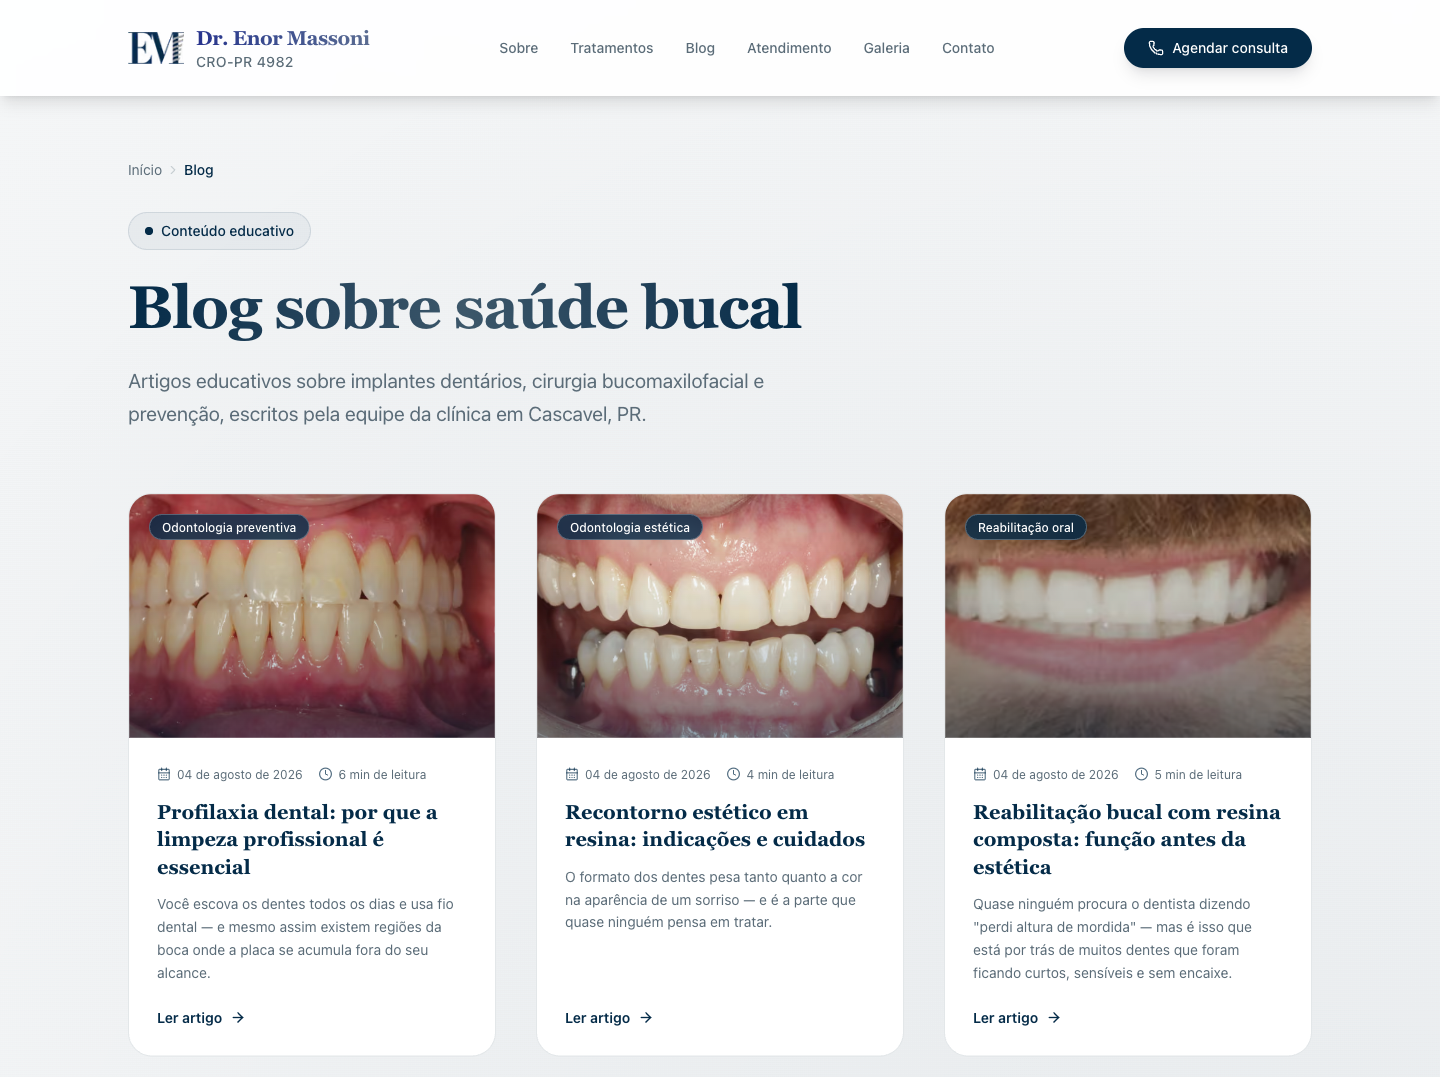 EM
Dr. Enor Massoni
CRO-PR 4982
Sobre
Tratamentos
Blog
Atendimento
Galeria
Contato
Agendar consulta
Início
Blog
Conteúdo educativo
Blog sobre saúde bucal
Artigos educativos sobre implantes dentários, cirurgia bucomaxilofacial e
prevenção, escritos pela equipe da clínica em Cascavel, PR.
Odontologia preventiva
04 de agosto de 2026
6 min de leitura
Profilaxia dental: por que a
limpeza profissional é
essencial
Você escova os dentes todos os dias e usa fio
dental — e mesmo assim existem regiões da
boca onde a placa se acumula fora do seu
alcance.
Ler artigo
Odontologia estética
04 de agosto de 2026
4 min de leitura
Recontorno estético em
resina: indicações e cuidados
O formato dos dentes pesa tanto quanto a cor
na aparência de um sorriso — e é a parte que
quase ninguém pensa em tratar.
Ler artigo
Reabilitação oral
04 de agosto de 2026
5 min de leitura
Reabilitação bucal com resina
composta: função antes da
estética
Quase ninguém procura o dentista dizendo
"perdi altura de mordida" — mas é isso que
está por trás de muitos dentes que foram
ficando curtos, sensíveis e sem encaixe.
Ler artigo